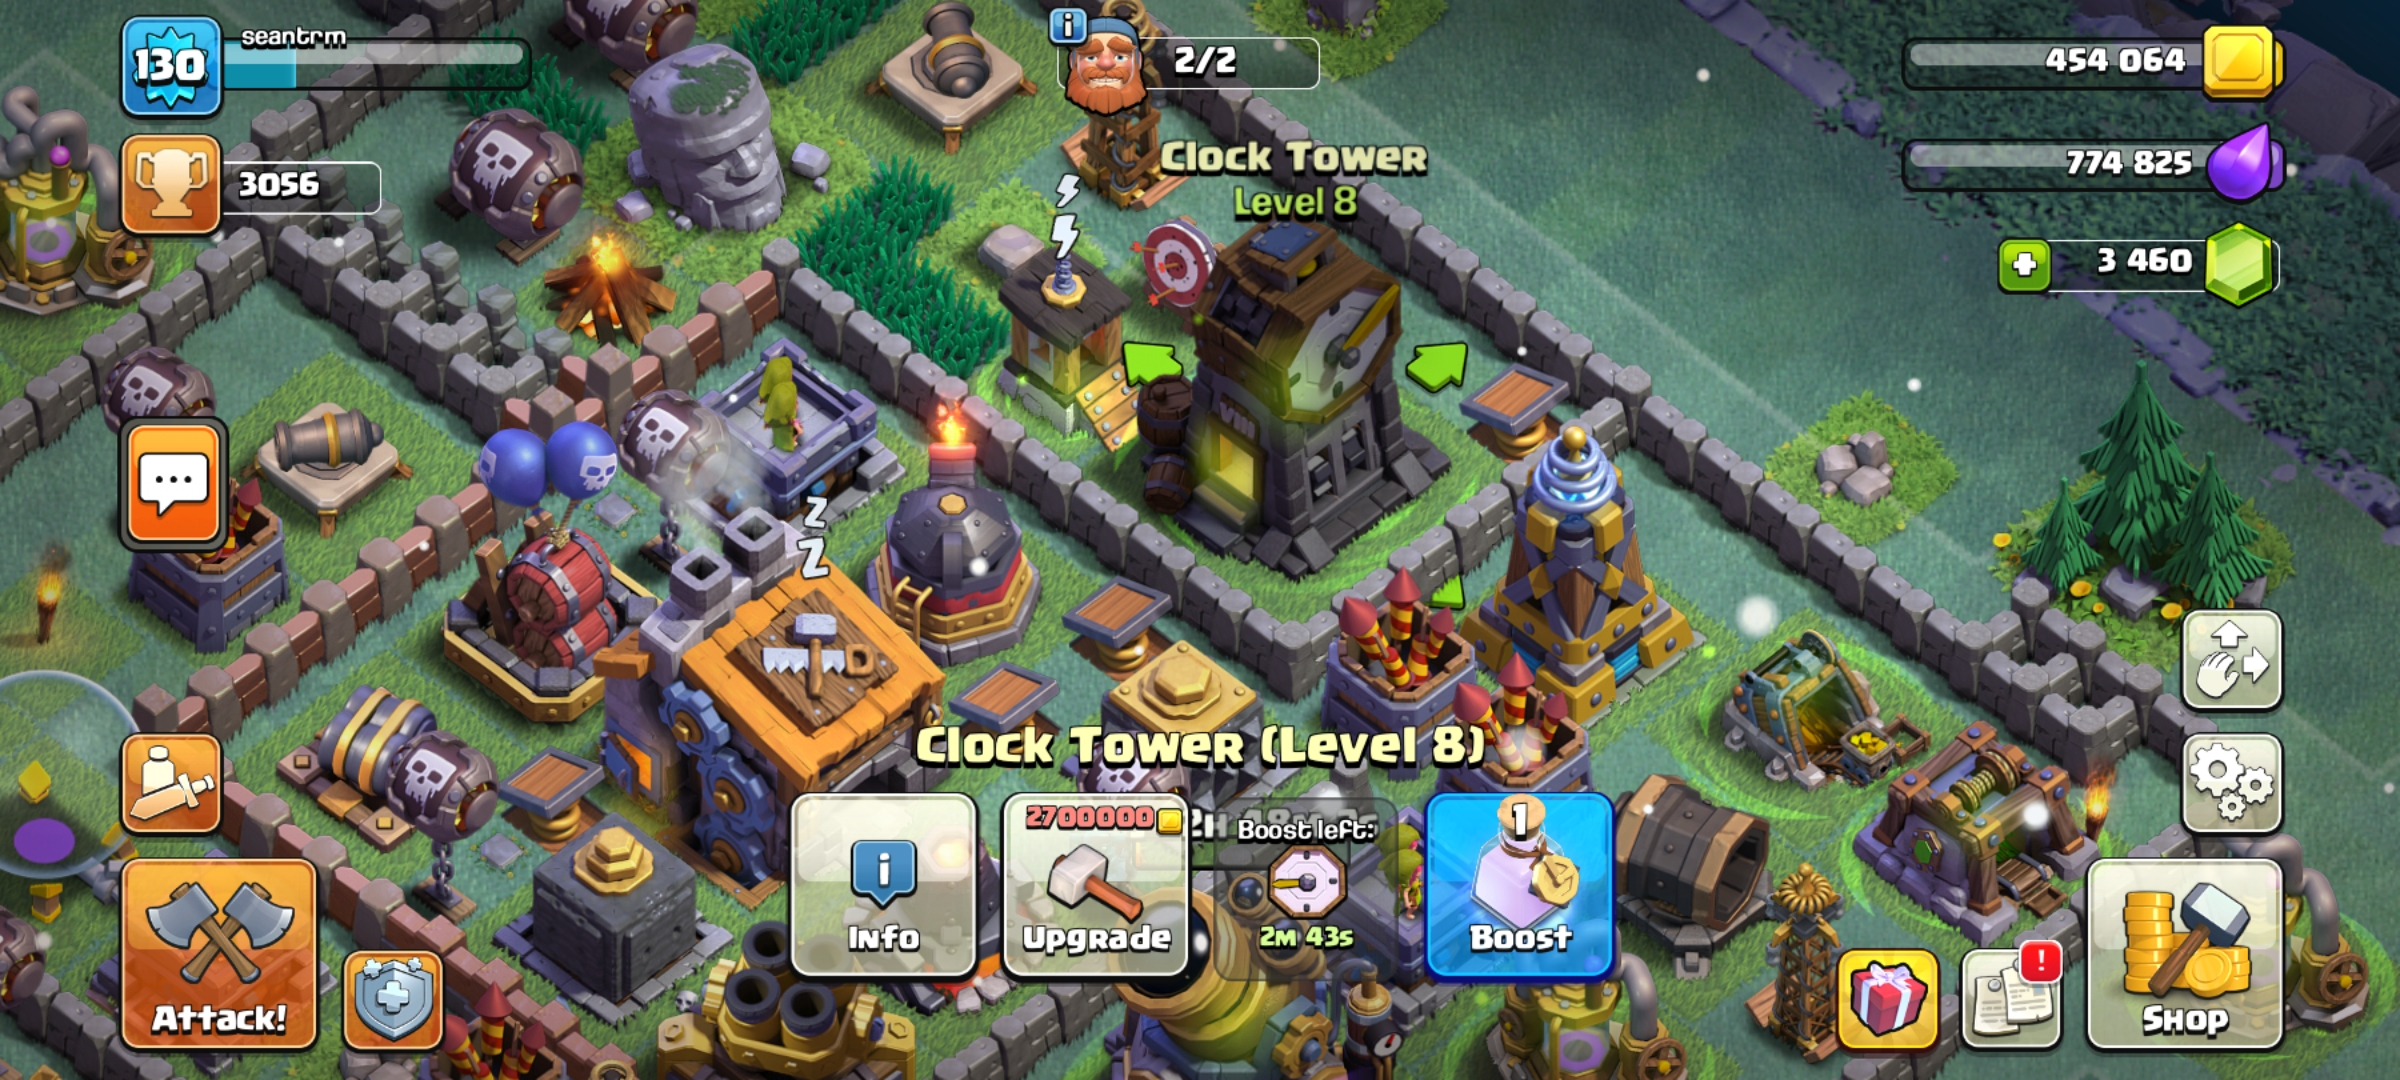 130
seantrm
2/2
454 064
Clock Tower
774 825
3056
Level 8
3 460
VIII
z
Z
Clock Tower (Level 8)
2700000
Boost left:
1
Info
Upgrade
2m 43s
Boost
Attack!
!
Shop